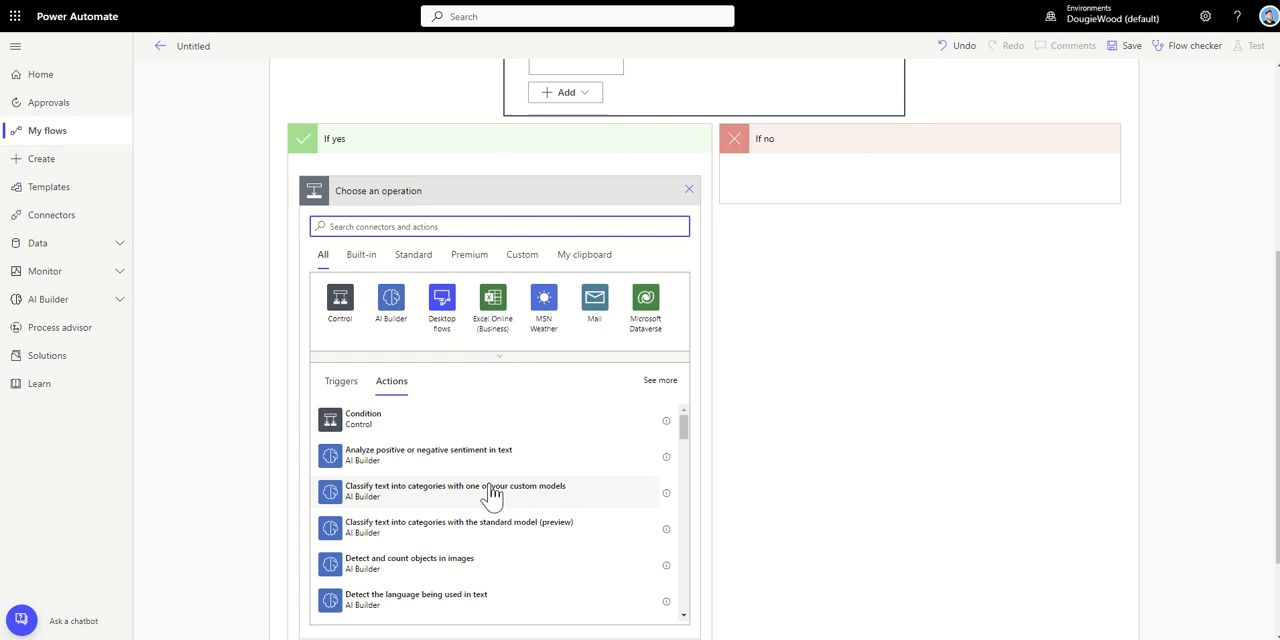 Power Automate
Search
Environments
DougieWood (default)
Untitled
Undo
Redo
Comments
Save
Flow checker
Test
Home
Approvals
My flows
Create
Templates
Connectors
Data
Monitor
AI Builder
Process advisor
Solutions
Learn
Ask a chatbot
Add
If yes
If no
Choose an operation
Search connectors and actions
All
Built-in
Standard
Premium
Custom
My clipboard
Control
AI Builder
Desktop
flows
Excel Online
(Business)
MSN
Weather
Mail
Microsoft
Dataverse
Triggers
Actions
See more
Condition
Control
Analyze positive or negative sentiment in text
AI Builder
Classify text into categories with one of your custom models
AI Builder
Classify text into categories with the standard model (preview)
AI Builder
Detect and count objects in images
AI Builder
Detect the language being used in text
AI Builder